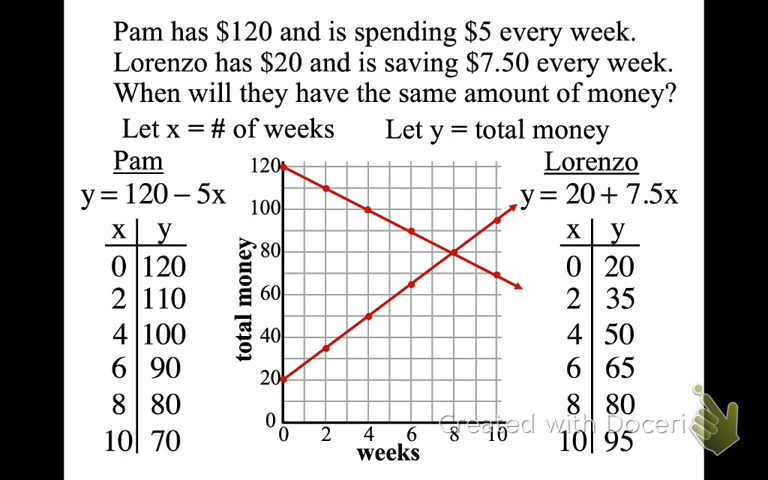 Pam has $120 and is spending $5 every week.
Lorenzo has $20 and is saving $7.50 every week.
When will they have the same amount of money?
Let x = # of weeks Let y = total money
Pam
y = 120 – 5x
x y
0 120
2 110
4 100
6 90
8 80
10 70
total money
120
100
80
60
40
20
0
0 2 4 6 8 10
weeks
Lorenzo
y = 20 + 7.5x
x y
0 20
2 35
4 50
6 65
8 80
10 95
Created with Doceri